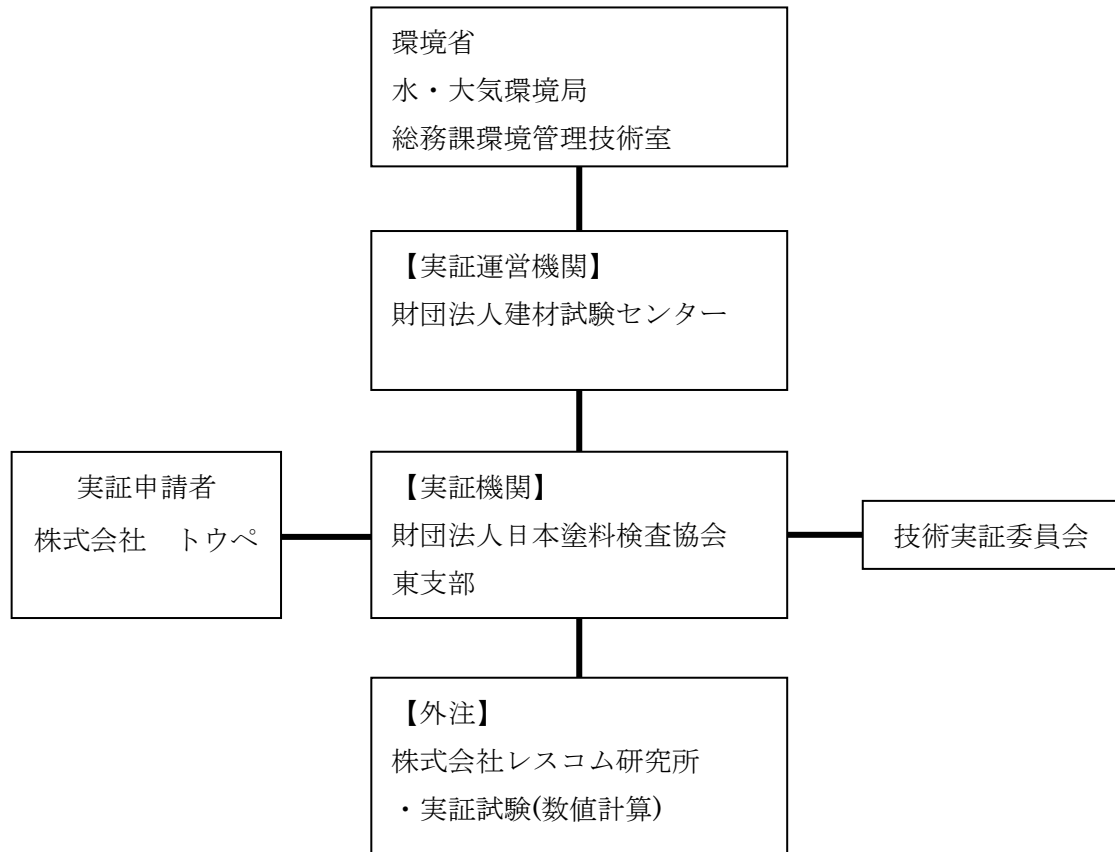 環境省
水・大気環境局
総務課環境管理技術室
【実証運営機関】
財団法人建材試験センター
実証申請者
株式会社　トウペ
【実証機関】
財団法人日本塗料検査協会
東支部
技術実証委員会
【外注】
株式会社レスコム研究所
・実証試験(数値計算)